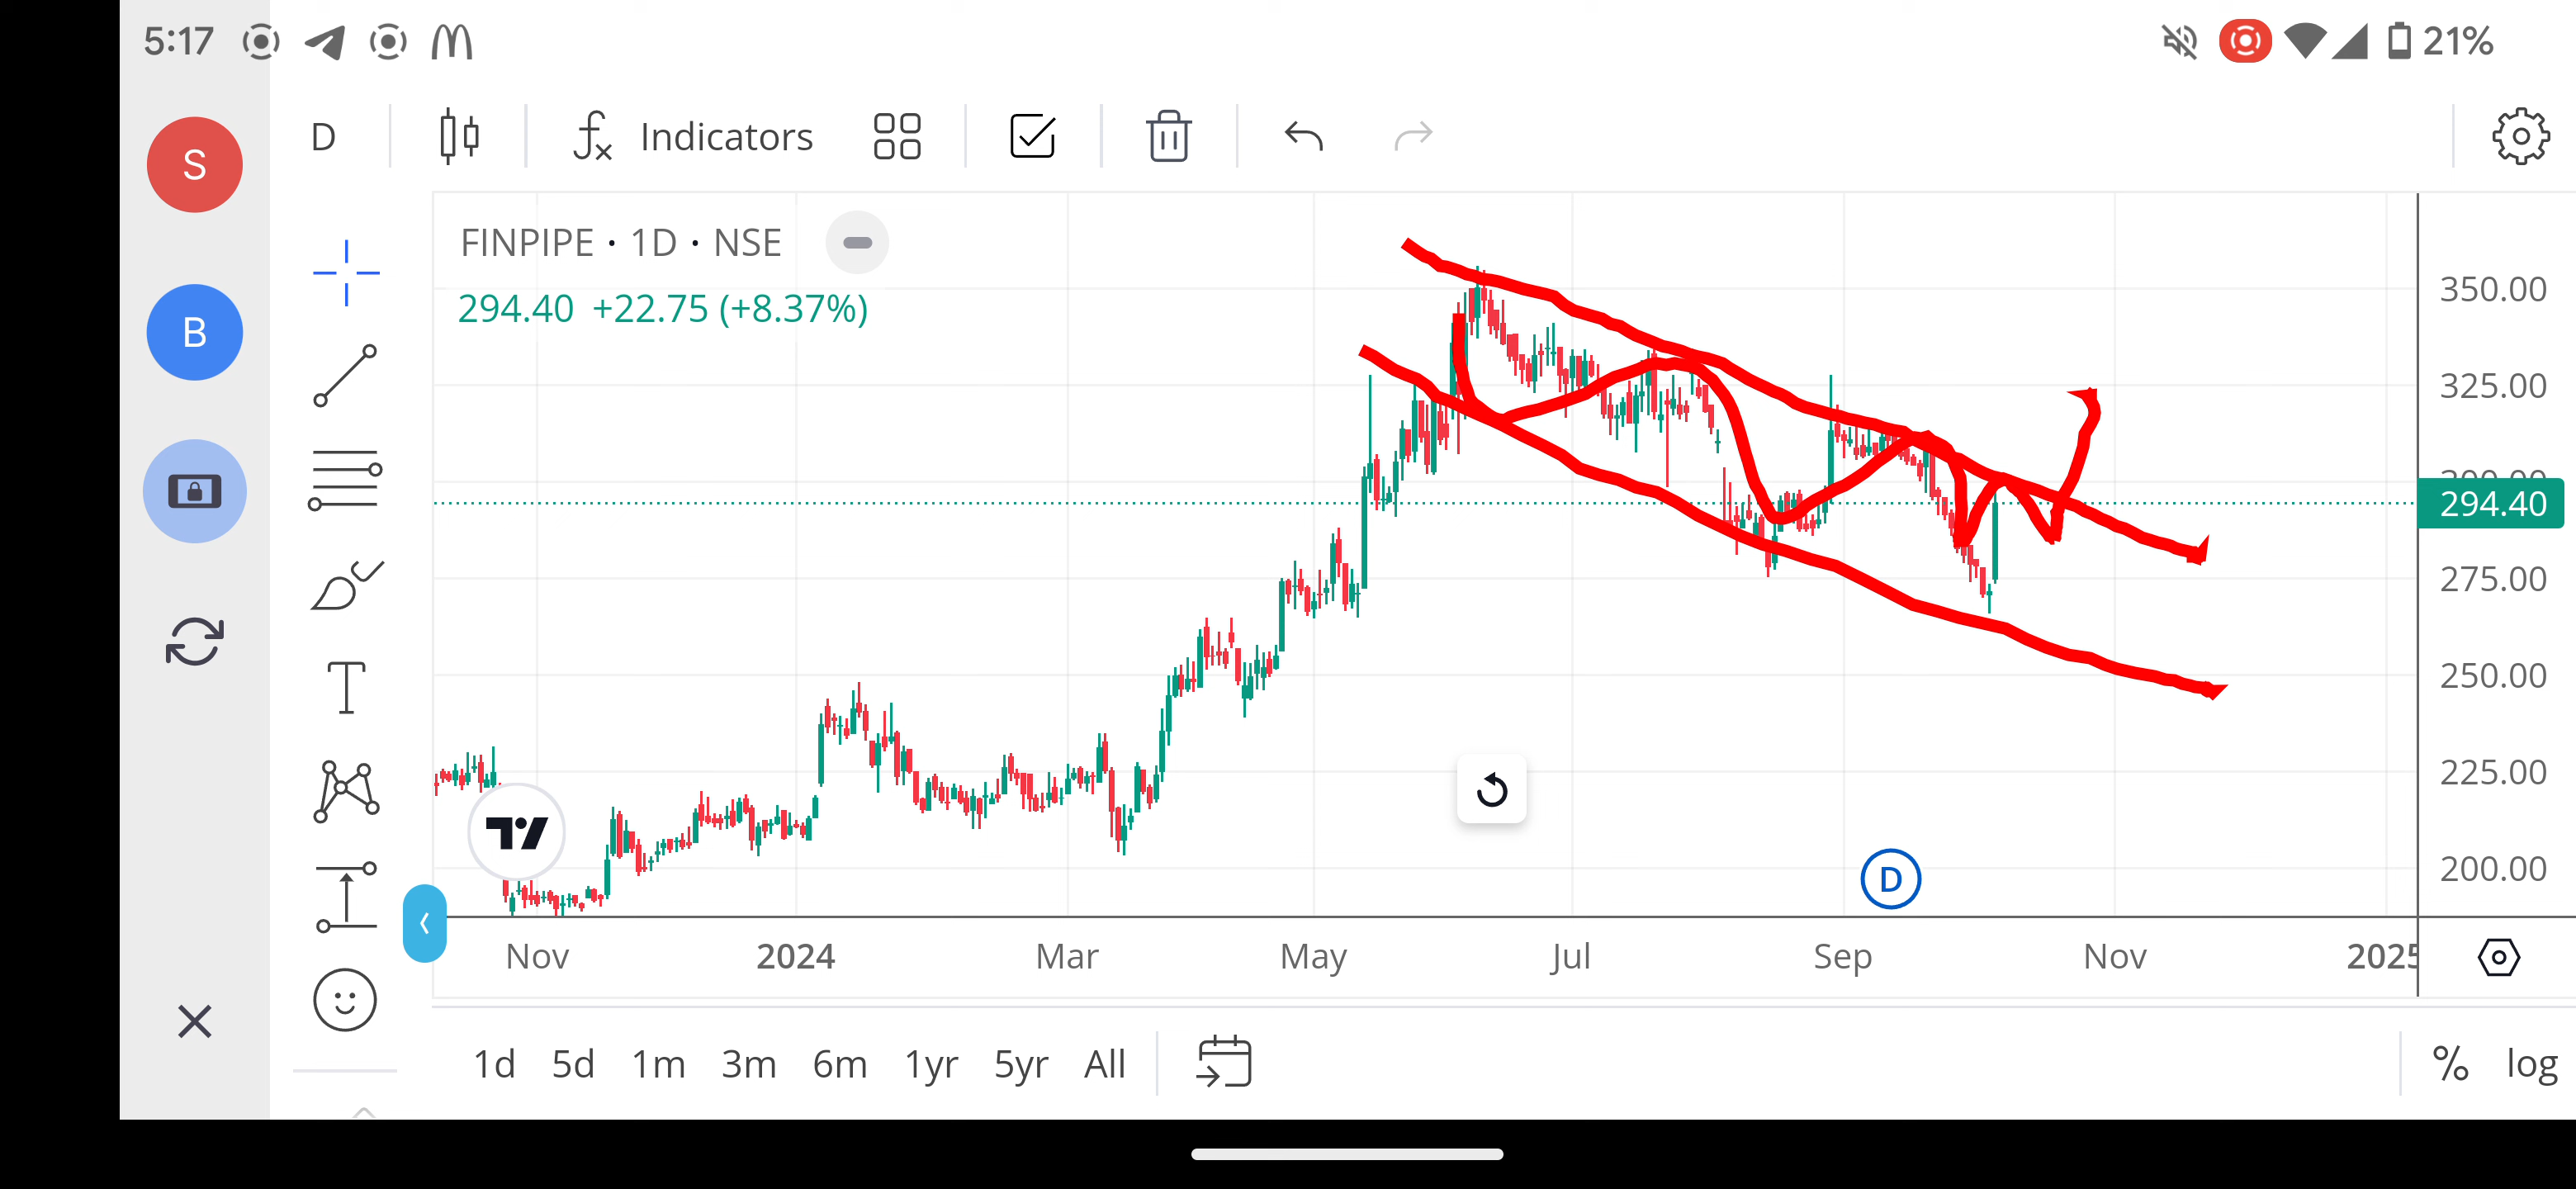 5:17
21%
S
B
D
Indicators
FINPIPE · 1D · NSE
294.40 +22.75 (+8.37%)
350.00
325.00
294.40
275.00
250.00
225.00
200.00
T
D
Nov
2024
Mar
May
Jul
Sep
Nov
2025
1d 5d 1m 3m 6m 1yr 5yr All
% log